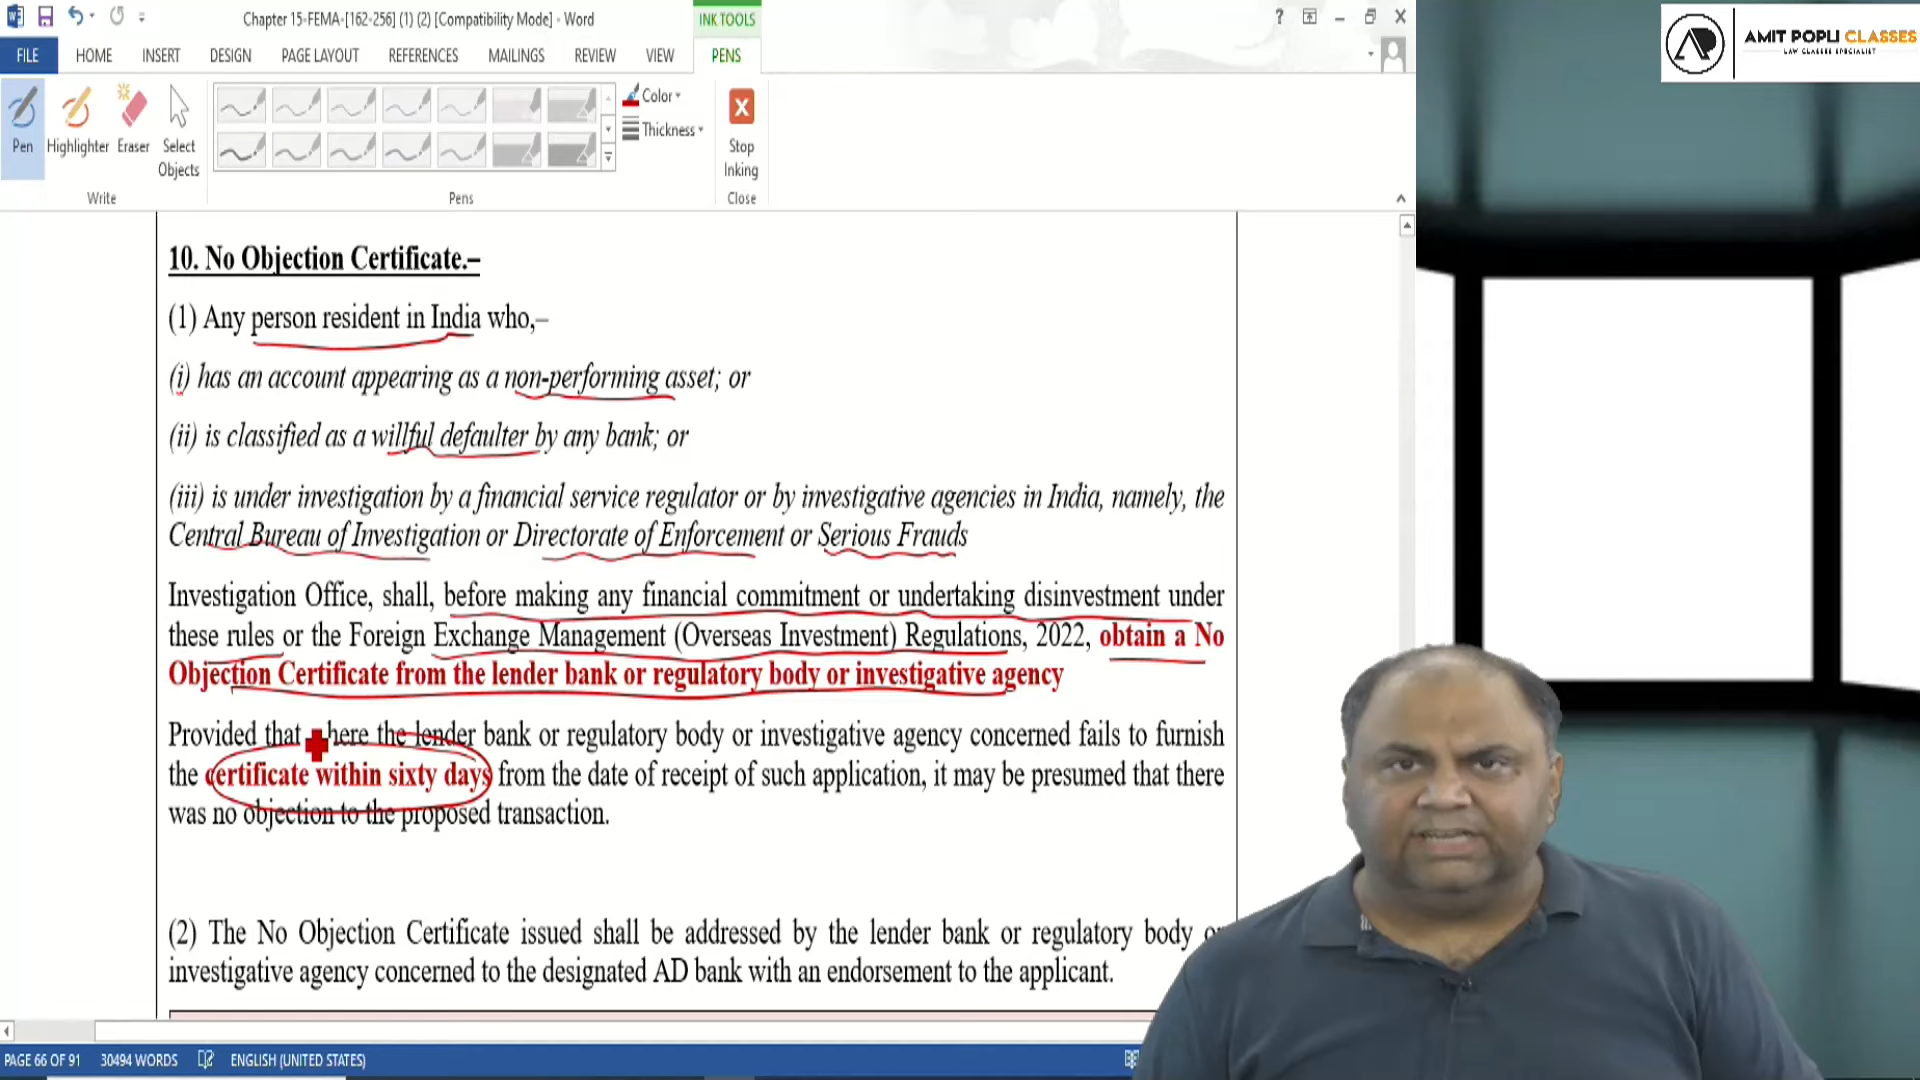 Chapter 15-FEMA-[162-256] (1) (2) [Compatibility Mode] - Word
INK TOOLS
?
AMIT POPLI CLASSES
LAW CLASSES SPECIALIST
FILE HOME INSERT DESIGN PAGE LAYOUT REFERENCES MAILINGS REVIEW VIEW PENS
Pen Highlighter Eraser Select Objects
Color
Thickness
Stop Inking
Write Pens Close
10. No Objection Certificate.–
(1) Any person resident in India who,–
(i) has an account appearing as a non-performing asset; or
(ii) is classified as a willful defaulter by any bank; or
(iii) is under investigation by a financial service regulator or by investigative agencies in India, namely, the
Central Bureau of Investigation or Directorate of Enforcement or Serious Frauds
Investigation Office, shall, before making any financial commitment or undertaking disinvestment under
these rules or the Foreign Exchange Management (Overseas Investment) Regulations, 2022, obtain a No
Objection Certificate from the lender bank or regulatory body or investigative agency
Provided that here the lender bank or regulatory body or investigative agency concerned fails to furnish
the certificate within sixty days from the date of receipt of such application, it may be presumed that there
was no objection to the proposed transaction.
(2) The No Objection Certificate issued shall be addressed by the lender bank or regulatory body or
investigative agency concerned to the designated AD bank with an endorsement to the applicant.
PAGE 66 OF 91 30494 WORDS ENGLISH (UNITED STATES)